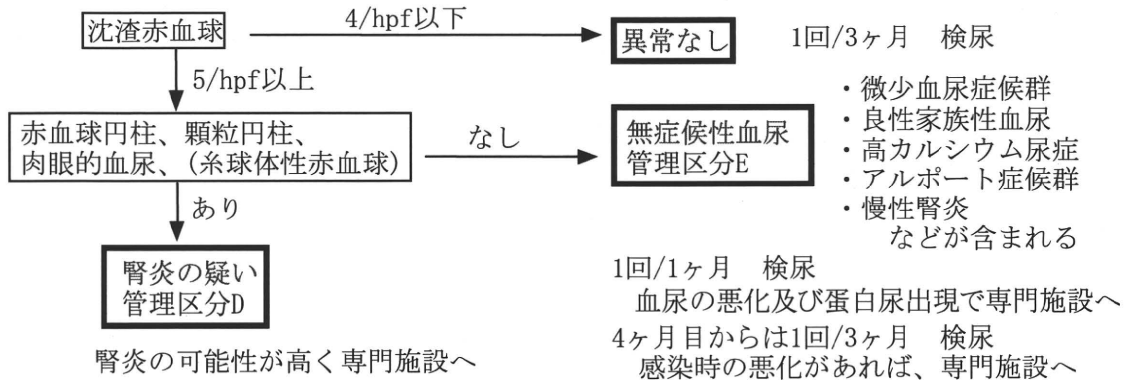 沈渣赤血球
4/hpf以下
異常なし
1回/3ヶ月　検尿
5/hpf以上
赤血球円柱、顆粒円柱、
肉眼的血尿、(糸球体性赤血球)
なし
無症候性血尿
管理区分E
・微少血尿症候群
・良性家族性血尿
・高カルシウム尿症
・アルポート症候群
・慢性腎炎
などが含まれる
あり
腎炎の疑い
管理区分D
腎炎の可能性が高く専門施設へ
1回/1ヶ月　検尿
血尿の悪化及び蛋白尿出現で専門施設へ
4ヶ月目からは1回/3ヶ月　検尿
感染時の悪化があれば、専門施設へ